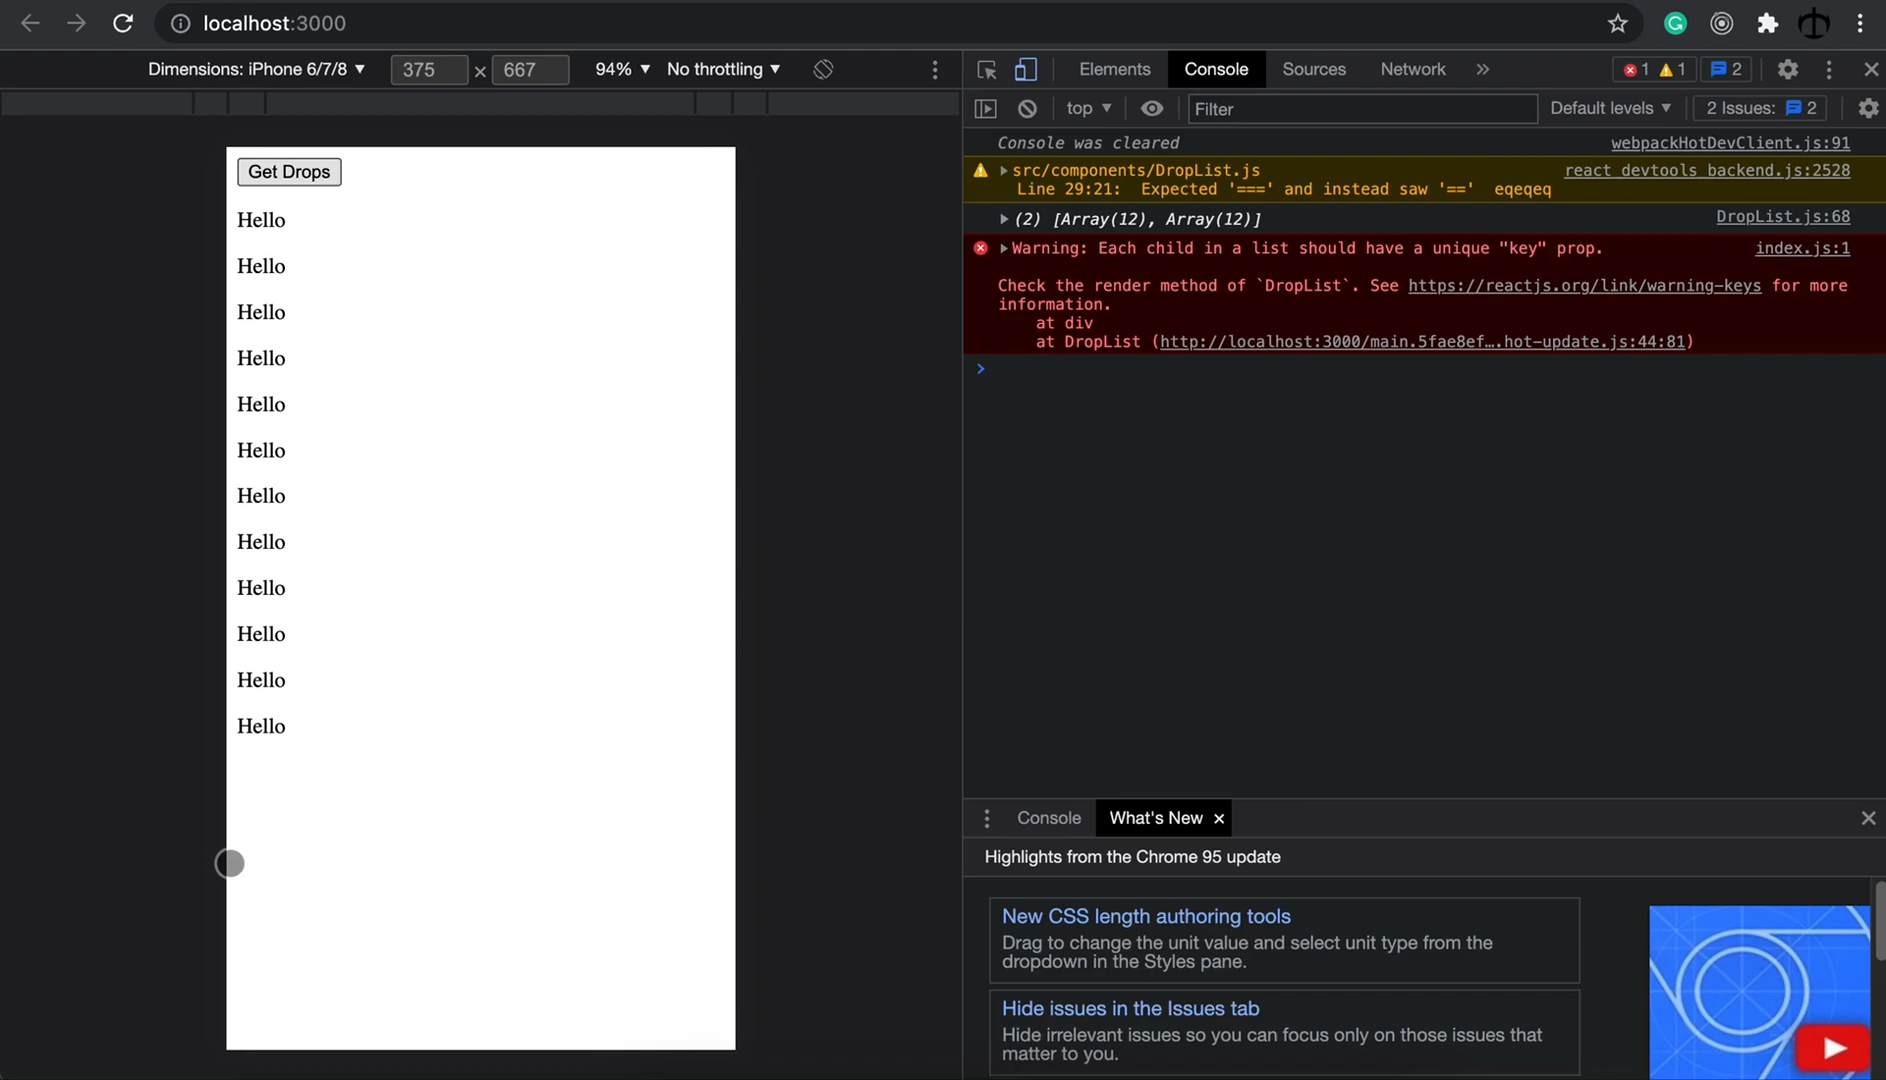 localhost:3000
Dimensions: iPhone 6/7/8 ▼ 375 × 667 94% ▼ No throttling ▼
Elements Console Sources Network » 1 1 2
top ▼ Filter Default levels ▼ 2 Issues: 2
Get Drops
Hello
Hello
Hello
Hello
Hello
Hello
Hello
Hello
Hello
Hello
Hello
Hello
Console was cleared webpackHotDevClient.js:91
src/components/DropList.js react_devtools_backend.js:2528
Line 29:21: Expected '===' and instead saw '==' eqeqeq
(2) [Array(12), Array(12)] DropList.js:68
Warning: Each child in a list should have a unique "key" prop. index.js:1
Check the render method of `DropList`. See https://reactjs.org/link/warning-keys for more
information.
at div
at DropList (http://localhost:3000/main.5fae8ef….hot-update.js:44:81)
Console What's New ×
Highlights from the Chrome 95 update
New CSS length authoring tools
Drag to change the unit value and select unit type from the
dropdown in the Styles pane.
Hide issues in the Issues tab
Hide irrelevant issues so you can focus only on those issues that
matter to you.